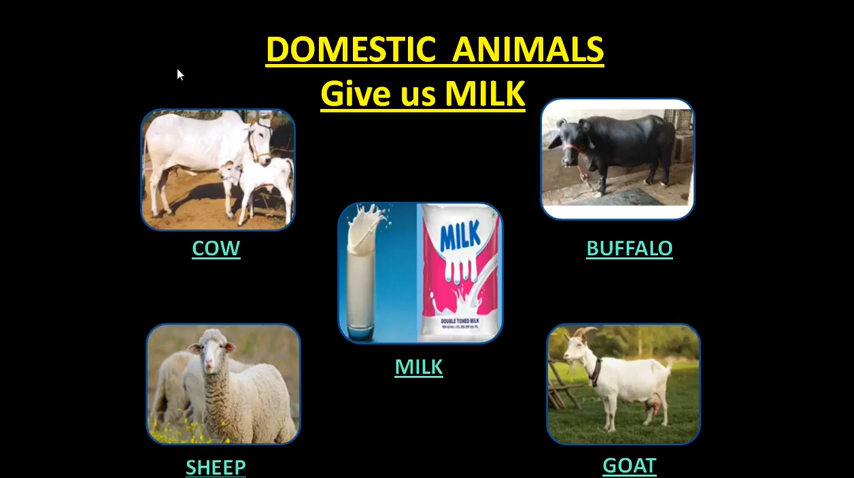 DOMESTIC ANIMALS
Give us MILK
COW
BUFFALO
MILK
DOUBLE TONED MILK
MILK
SHEEP
GOAT